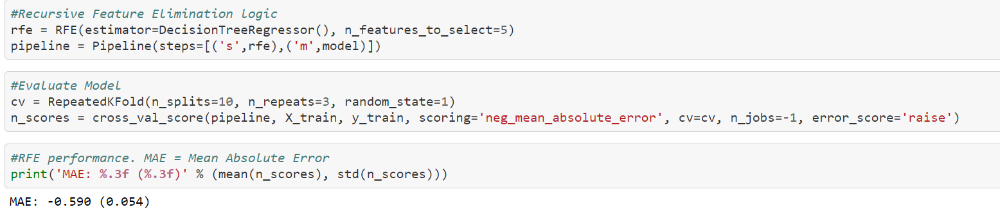 #Recursive Feature Elimination logic
rfe = RFE(estimator=DecisionTreeRegressor(), n_features_to_select=5)
pipeline = Pipeline(steps=[('s',rfe),('m',model)])
#Evaluate Model
cv = RepeatedKFold(n_splits=10, n_repeats=3, random_state=1)
n_scores = cross_val_score(pipeline, X_train, y_train, scoring='neg_mean_absolute_error', cv=cv, n_jobs=-1, error_score='raise')
#RFE performance. MAE = Mean Absolute Error
print('MAE: %.3f (%.3f)' % (mean(n_scores), std(n_scores)))
MAE: -0.590 (0.054)